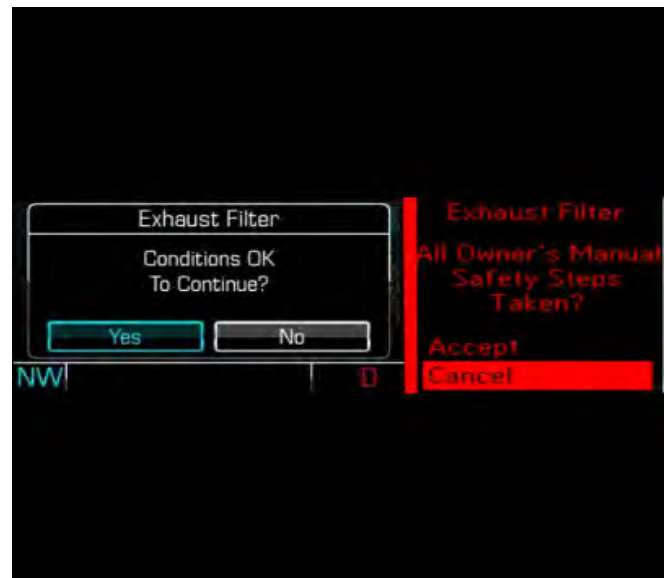 Exhaust Filter
Conditions OK
To Continue?
Yes No
NW D
Exhaust Filter
All Owner's Manual
Safety Steps
Taken?
Accept
Cancel